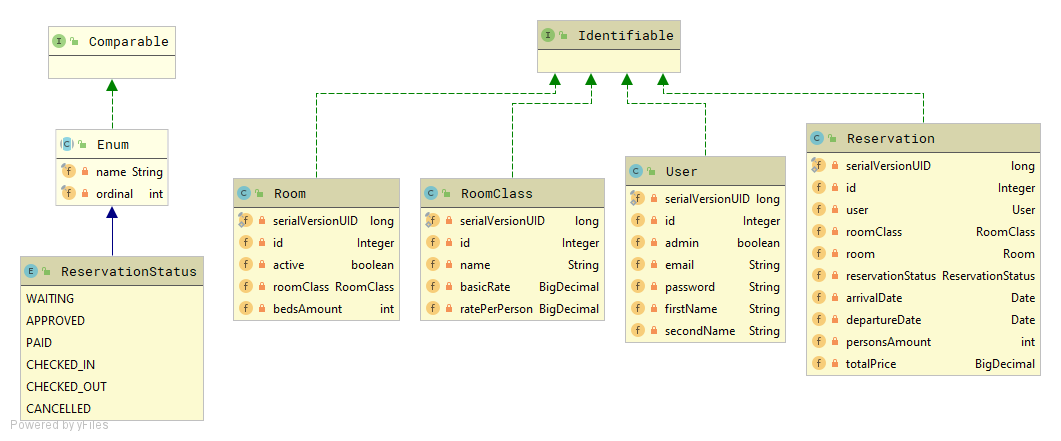 I Comparable
C Enum
f name String
f ordinal int
E ReservationStatus
WAITING
APPROVED
PAID
CHECKED_IN
CHECKED_OUT
CANCELLED
I Identifiable
C Room
f serialVersionUID long
f id Integer
f active boolean
f roomClass RoomClass
f bedsAmount int
C RoomClass
f serialVersionUID long
f id Integer
f name String
f basicRate BigDecimal
f ratePerPerson BigDecimal
C User
f serialVersionUID long
f id Integer
f admin boolean
f email String
f password String
f firstName String
f secondName String
C Reservation
f serialVersionUID long
f id Integer
f user User
f roomClass RoomClass
f room Room
f reservationStatus ReservationStatus
f arrivalDate Date
f departureDate Date
f personsAmount int
f totalPrice BigDecimal
Powered by yFiles